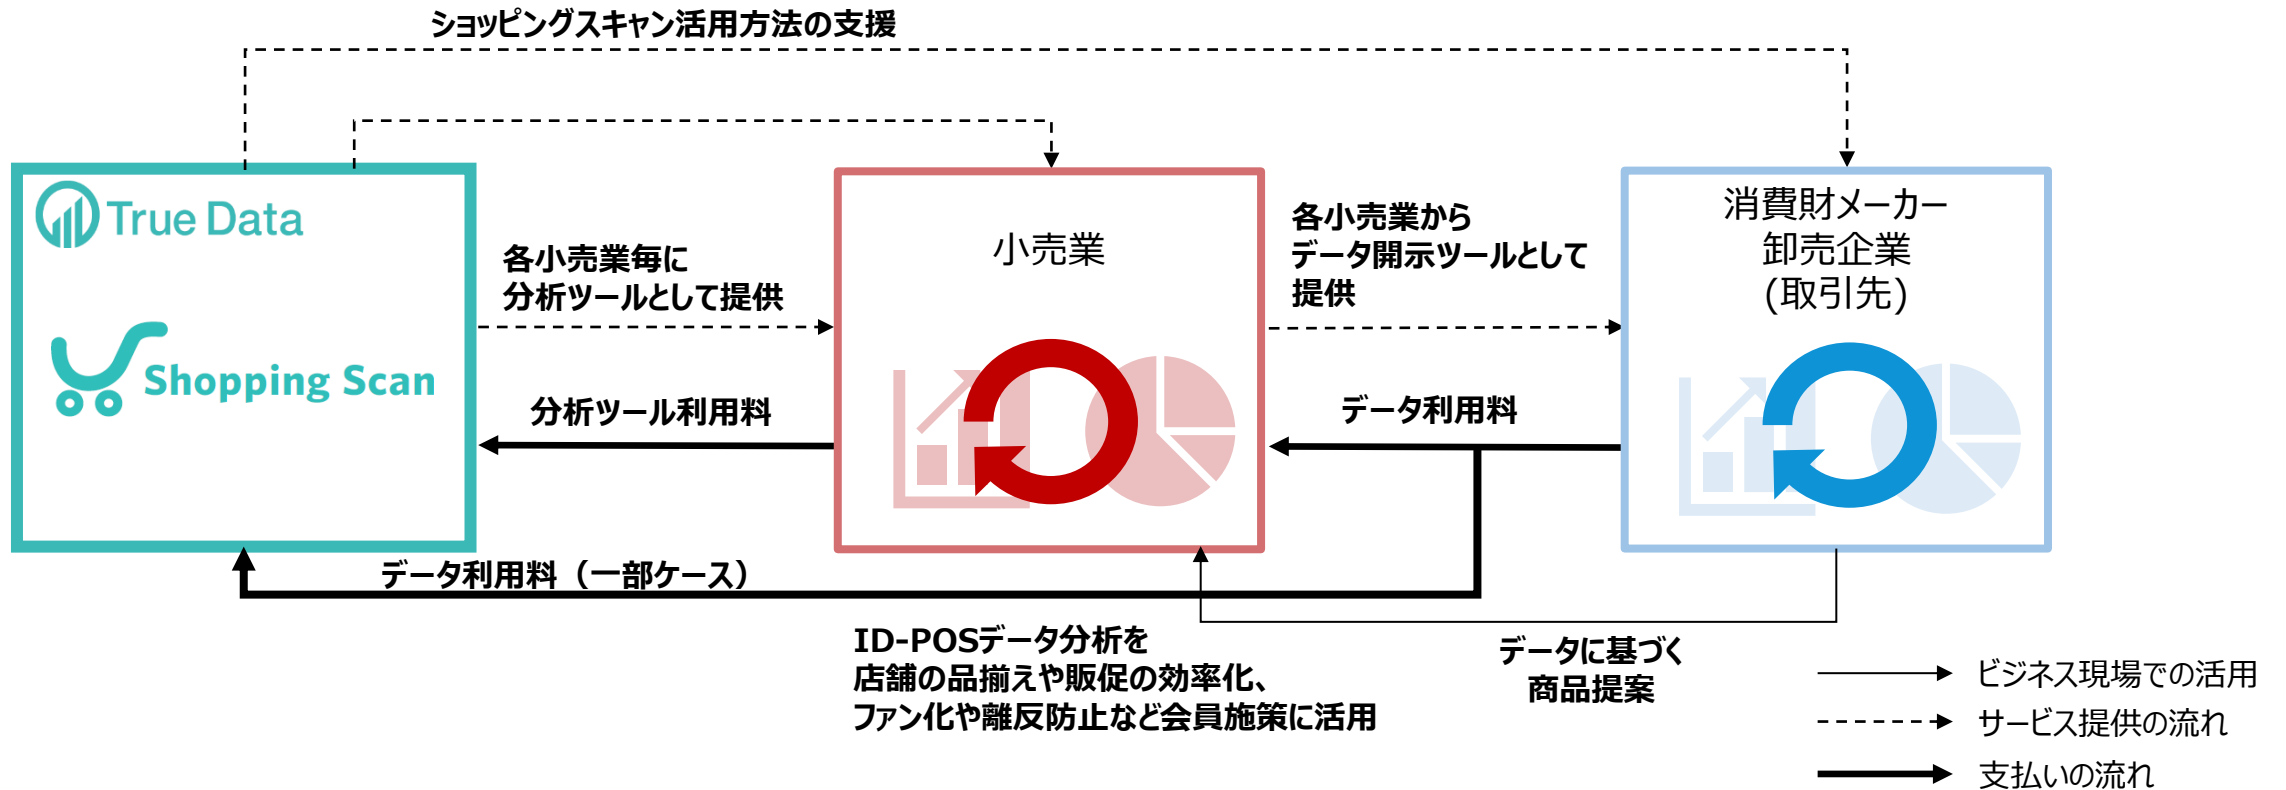 ショッピングスキャン活用方法の支援
True Data
Shopping Scan
各小売業毎に
分析ツールとして提供
分析ツール利用料
小売業
各小売業から
データ開示ツールとして
提供
データ利用料
消費財メーカー
卸売企業
(取引先)
データ利用料（一部ケース）
ID-POSデータ分析を
店舗の品揃えや販促の効率化、
ファン化や離反防止など会員施策に活用
データに基づく
商品提案
ビジネス現場での活用
サービス提供の流れ
支払いの流れ